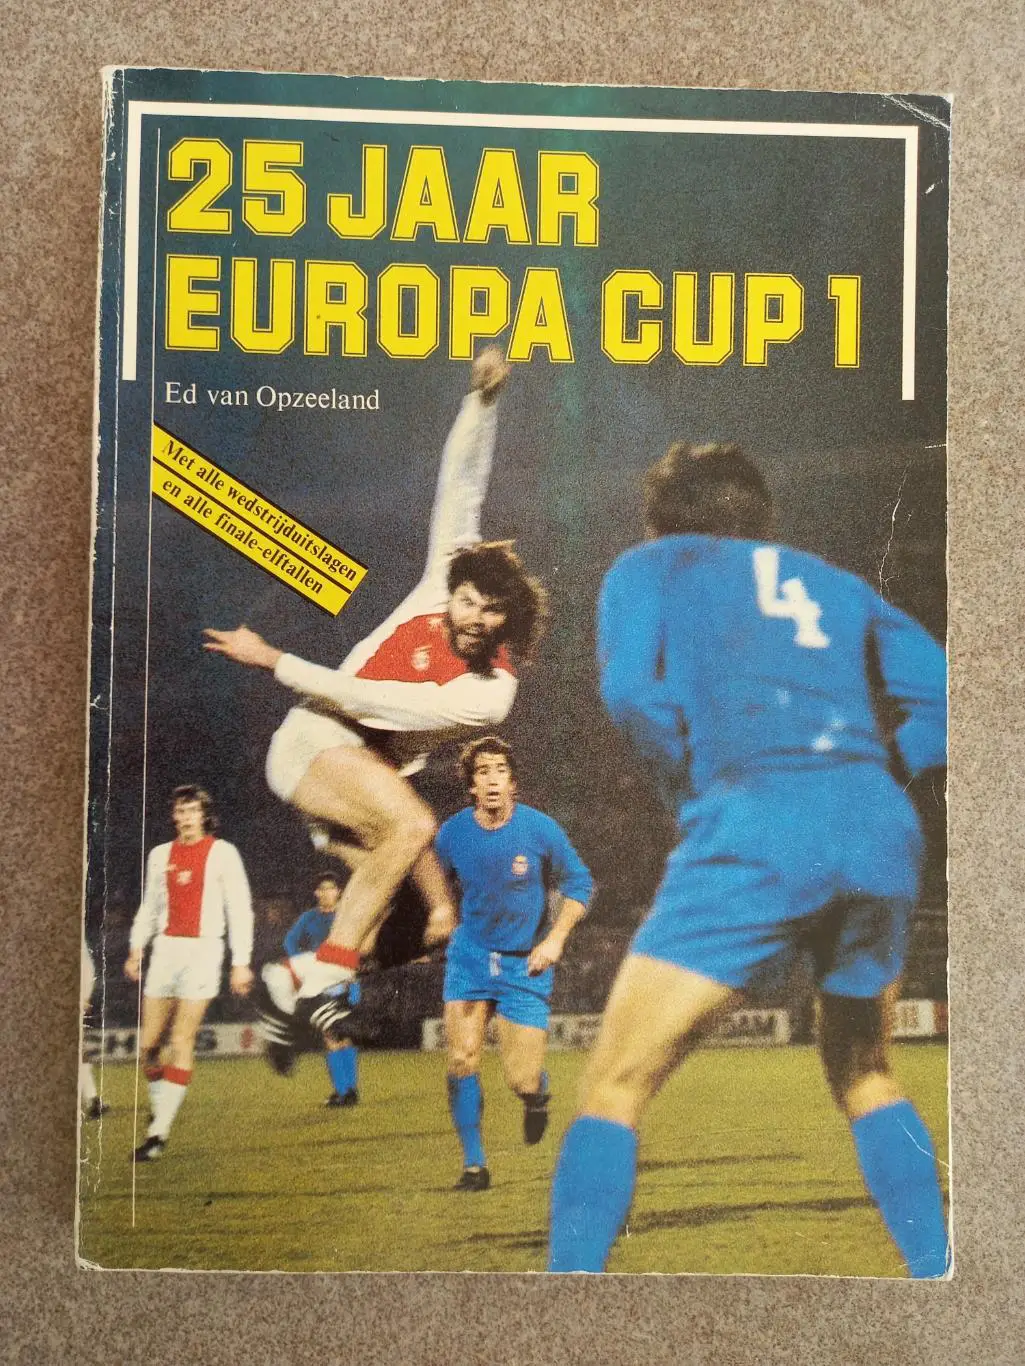 25 JAAR
EUROPA CUP 1
Ed van Opzeeland
Met alle wedstrijduitslagen
en alle finale-elftallen
4